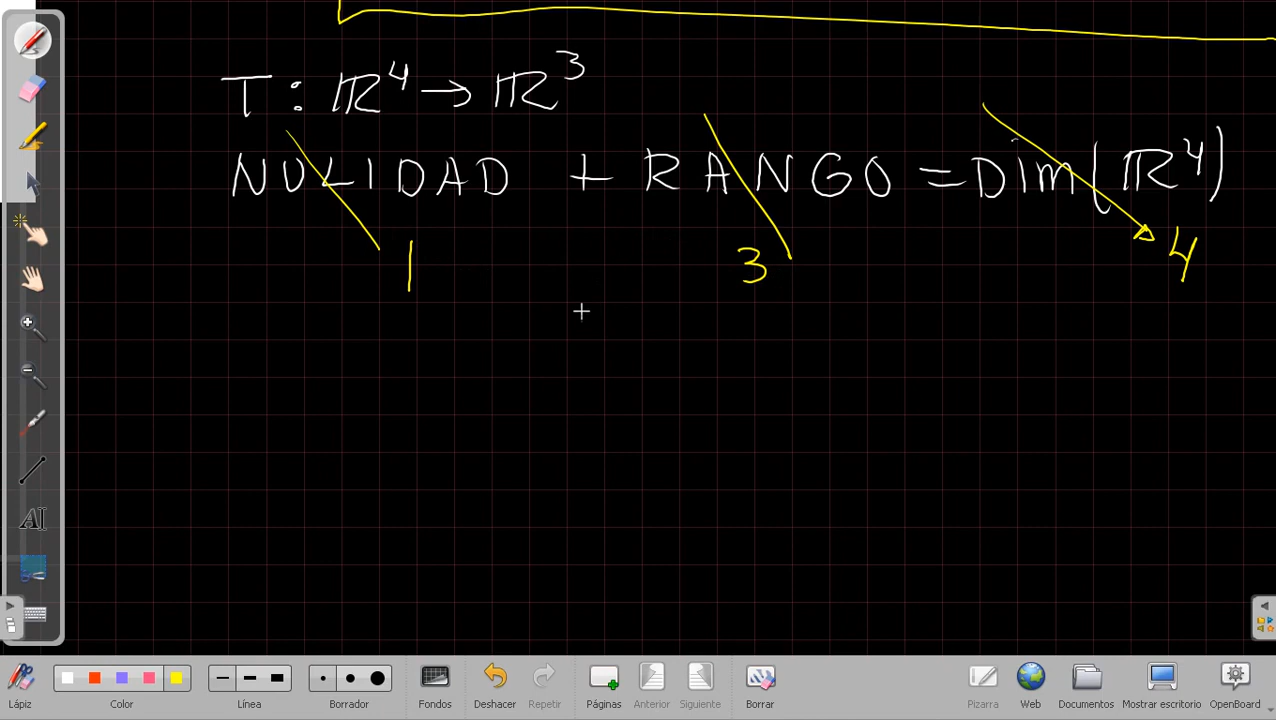 T: ℝ⁴ → ℝ³
NULIDAD + RANGO = Dim(ℝ⁴)
1 3 4
Lápiz Color Línea Borrador Fondos Deshacer Repetir Páginas Anterior Siguiente Borrar Pizarra Web Documentos Mostrar escritorio OpenBoard